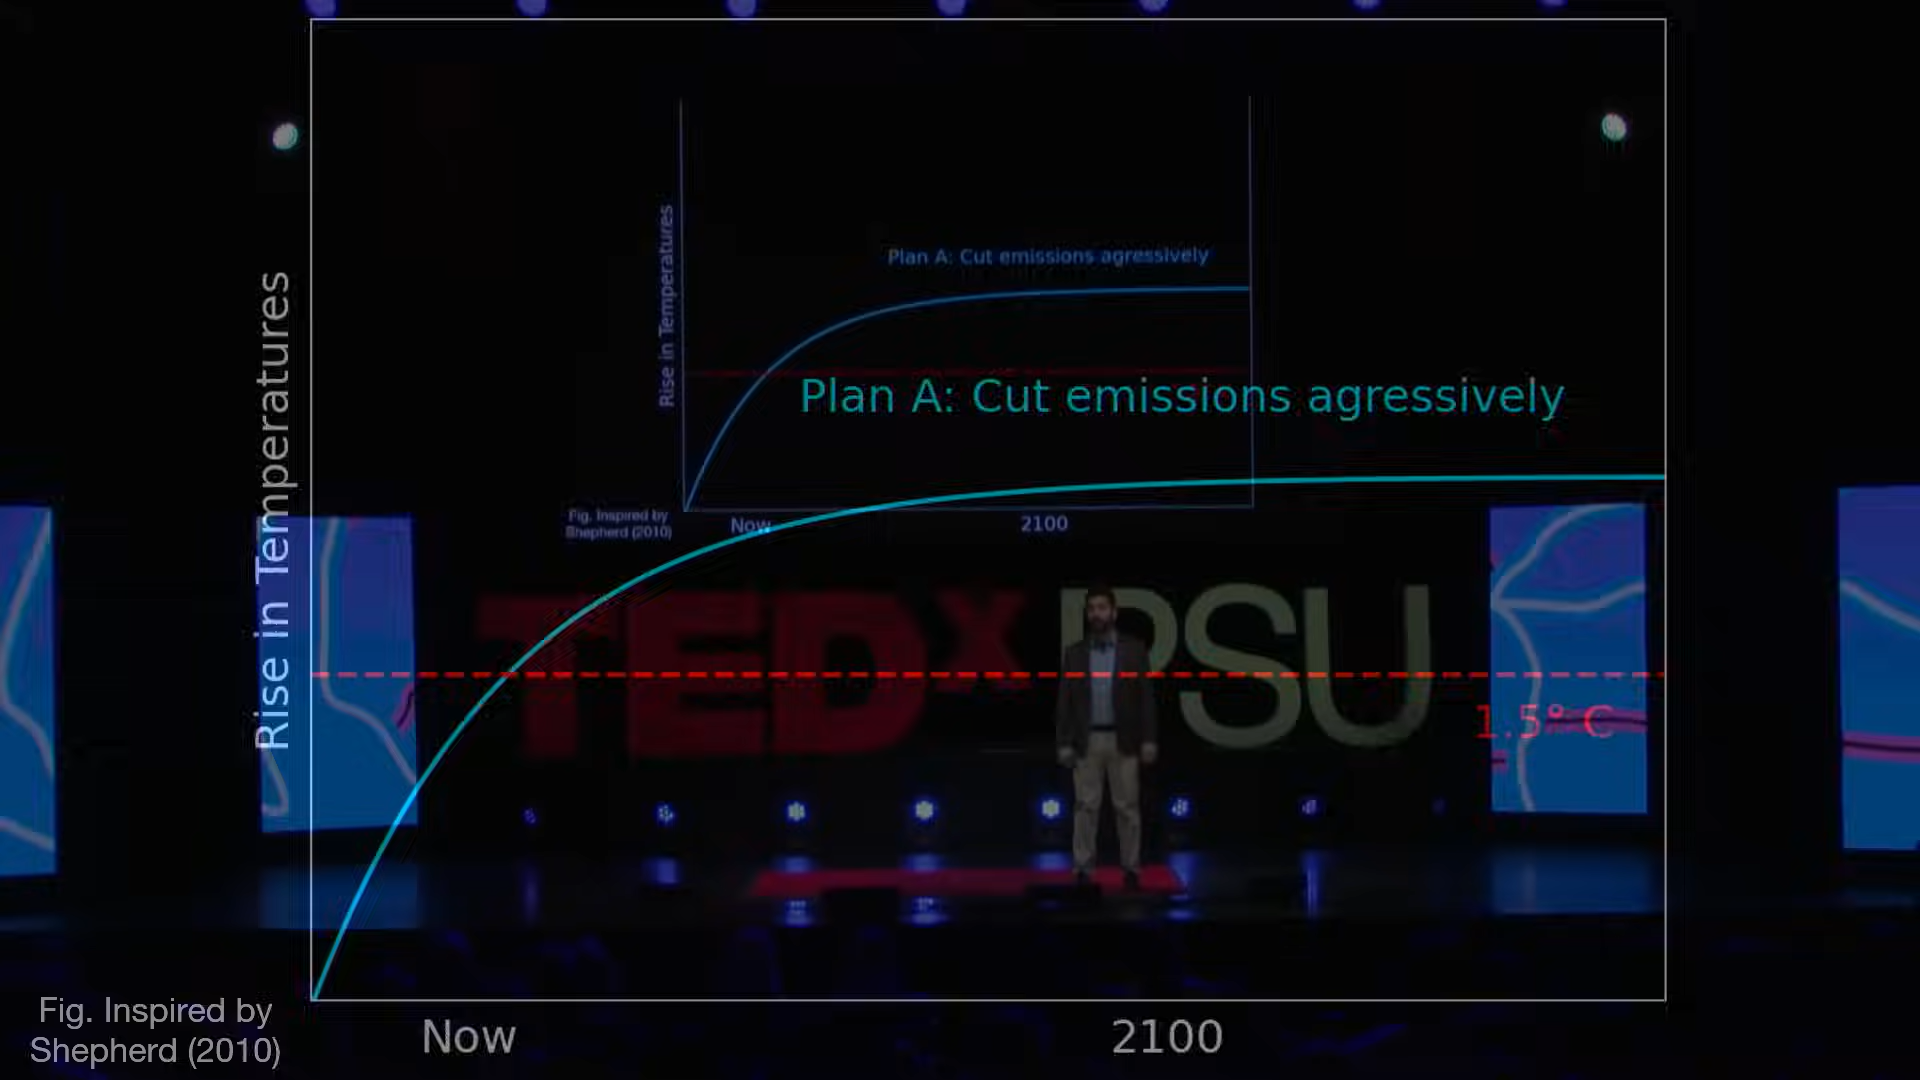 Rise in Temperatures
Plan A: Cut emissions agressively
1.5° C
Now
2100
Fig. Inspired by
Shepherd (2010)
Rise in Temperatures
Plan A: Cut emissions agressively
Fig. Inspired by
Shepherd (2010)
Now
2100
TEDx PSU